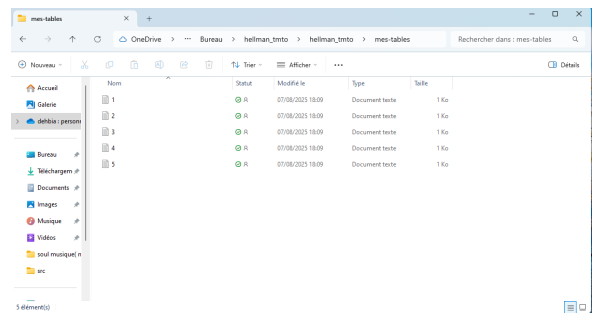 mes-tables
OneDrive > ... Bureau > hellman_tmto > hellman_tmto > mes-tables
Rechercher dans : mes-tables
Nouveau
Trier
Afficher
...
Détails
Nom Statut Modifié le Type Taille
1 07/08/2025 18:09 Document texte 1 Ko
2 07/08/2025 18:09 Document texte 1 Ko
3 07/08/2025 18:09 Document texte 1 Ko
4 07/08/2025 18:09 Document texte 1 Ko
5 07/08/2025 18:09 Document texte 1 Ko
Accueil
Galerie
dehbia : personn
Bureau
Téléchargem
Documents
Images
Musique
Vidéos
soul musique( n
src
5 élément(s)